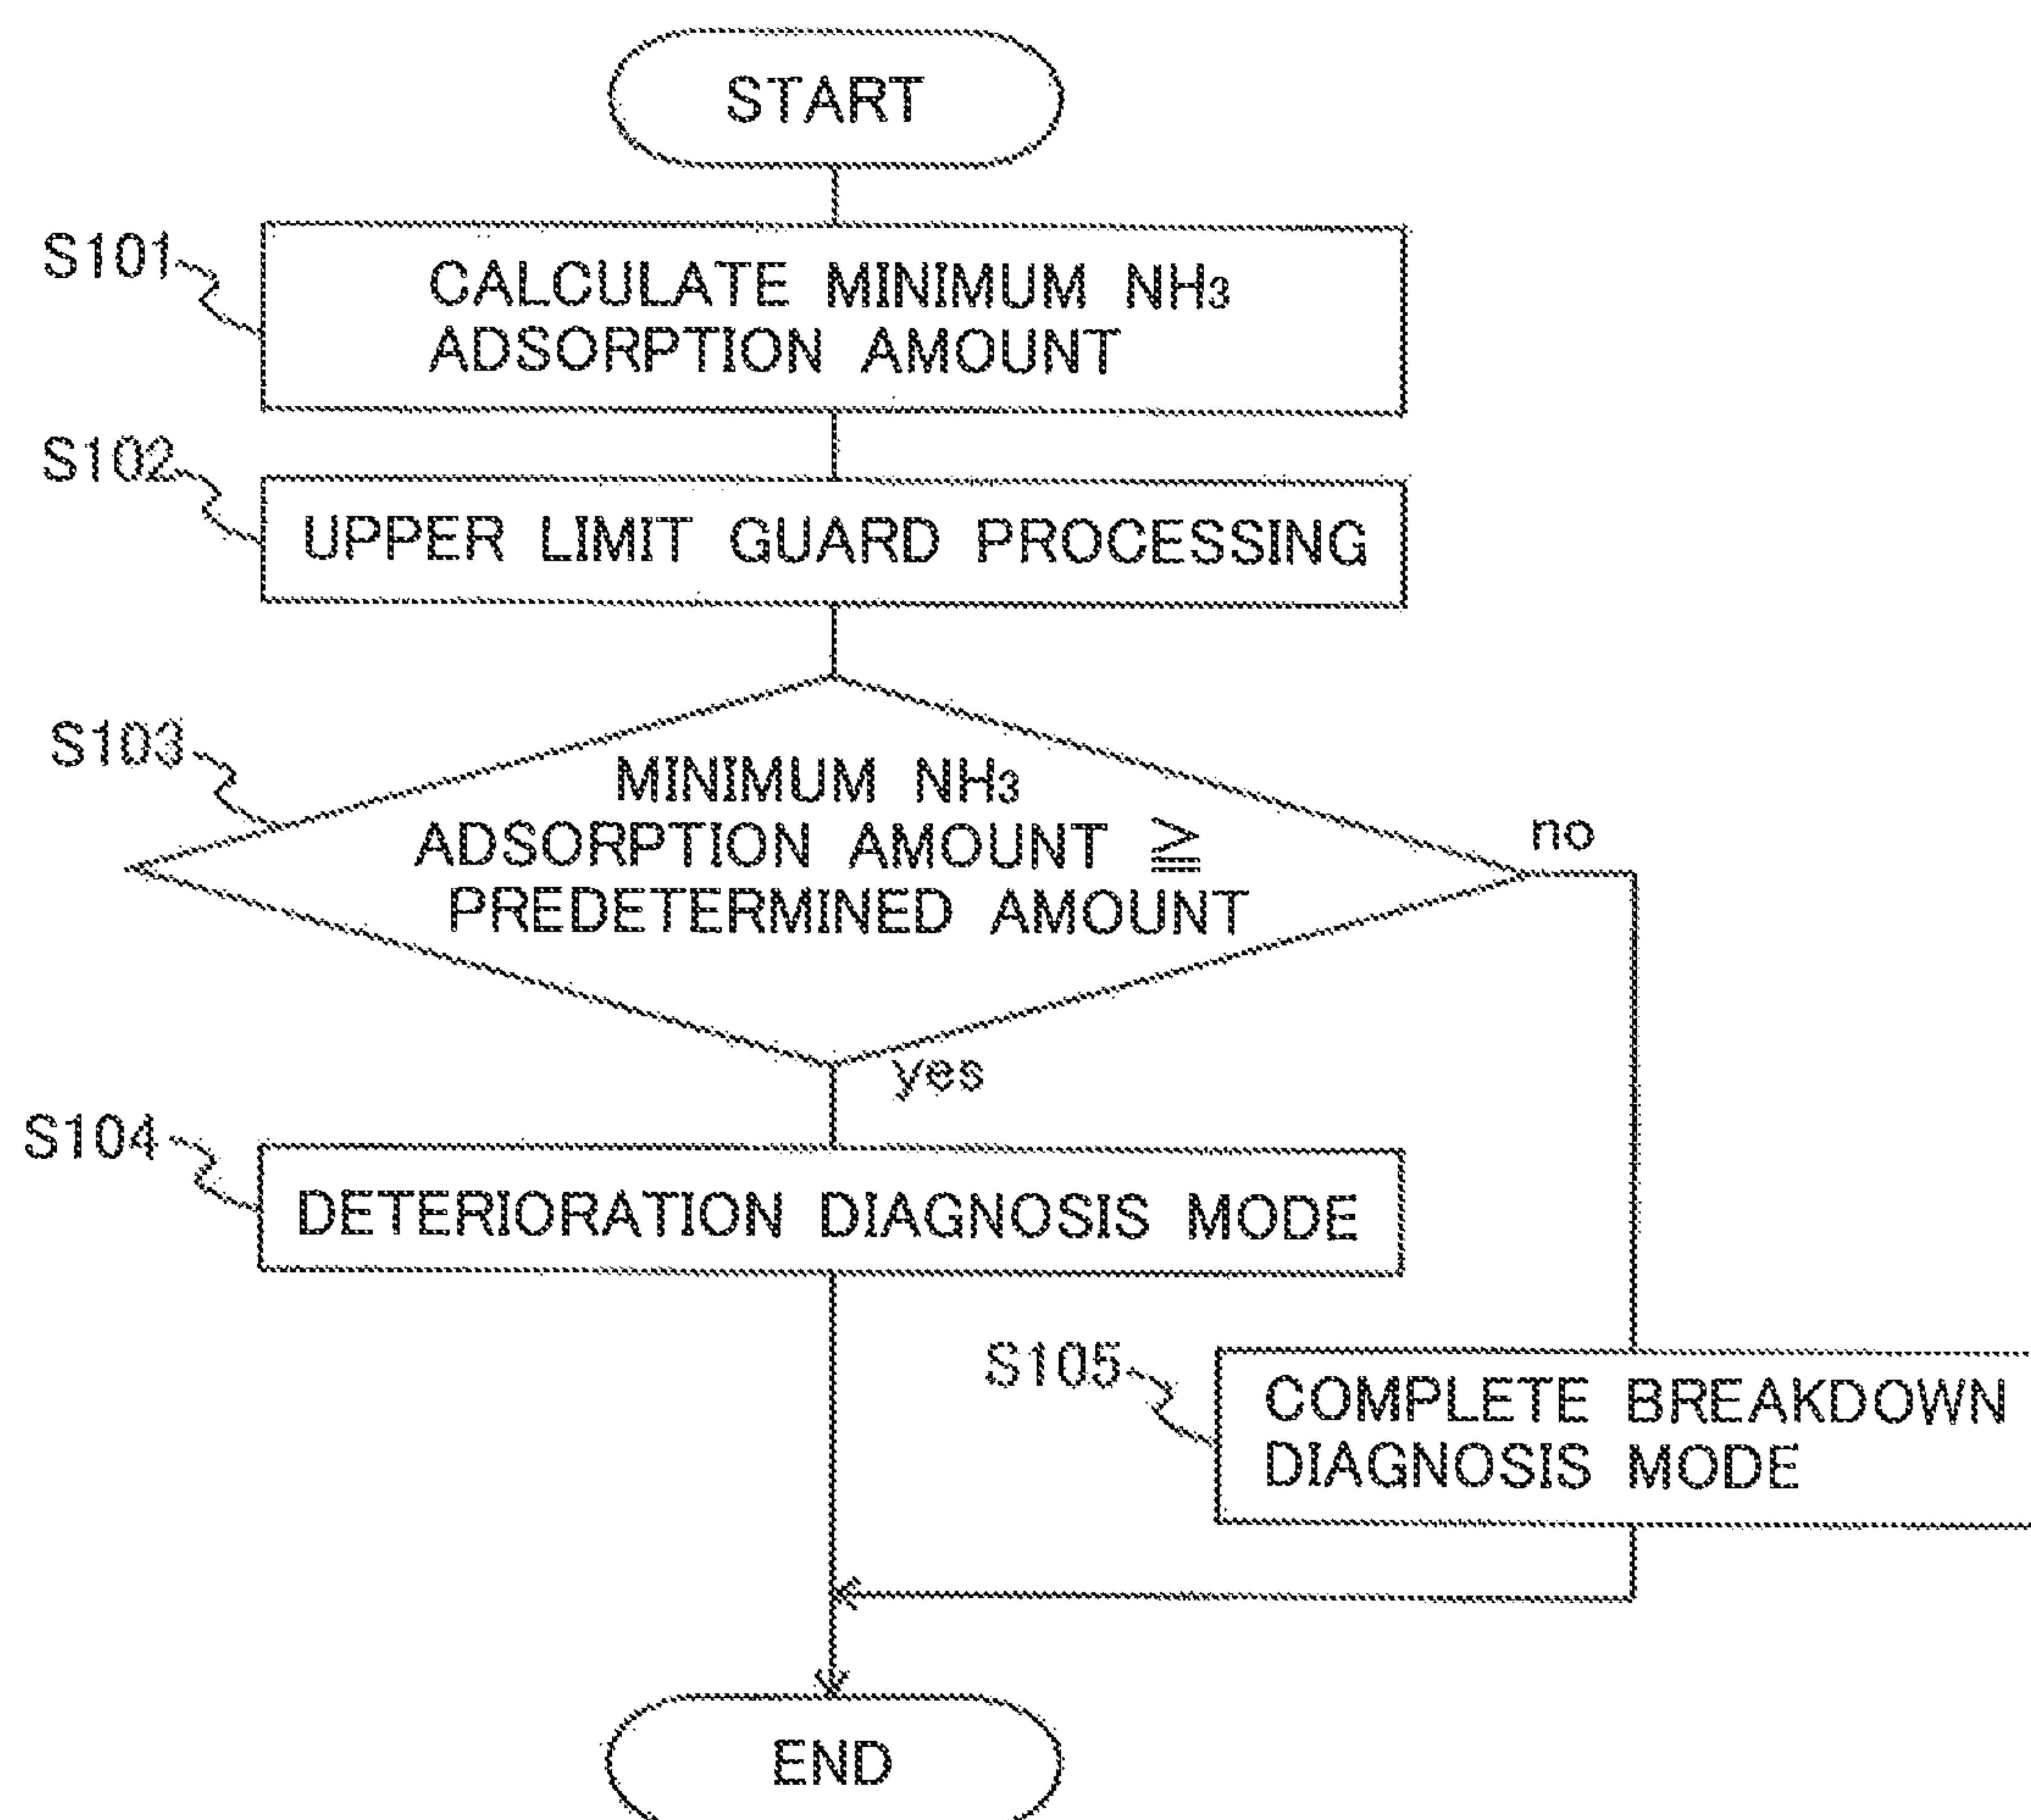 START
S101
CALCULATE MINIMUM NH₃
ADSORPTION AMOUNT
S102
UPPER LIMIT GUARD PROCESSING
S103
MINIMUM NH₃
ADSORPTION AMOUNT ≧
PREDETERMINED AMOUNT
no
yes
S104
DETERIORATION DIAGNOSIS MODE
S105
COMPLETE BREAKDOWN
DIAGNOSIS MODE
END